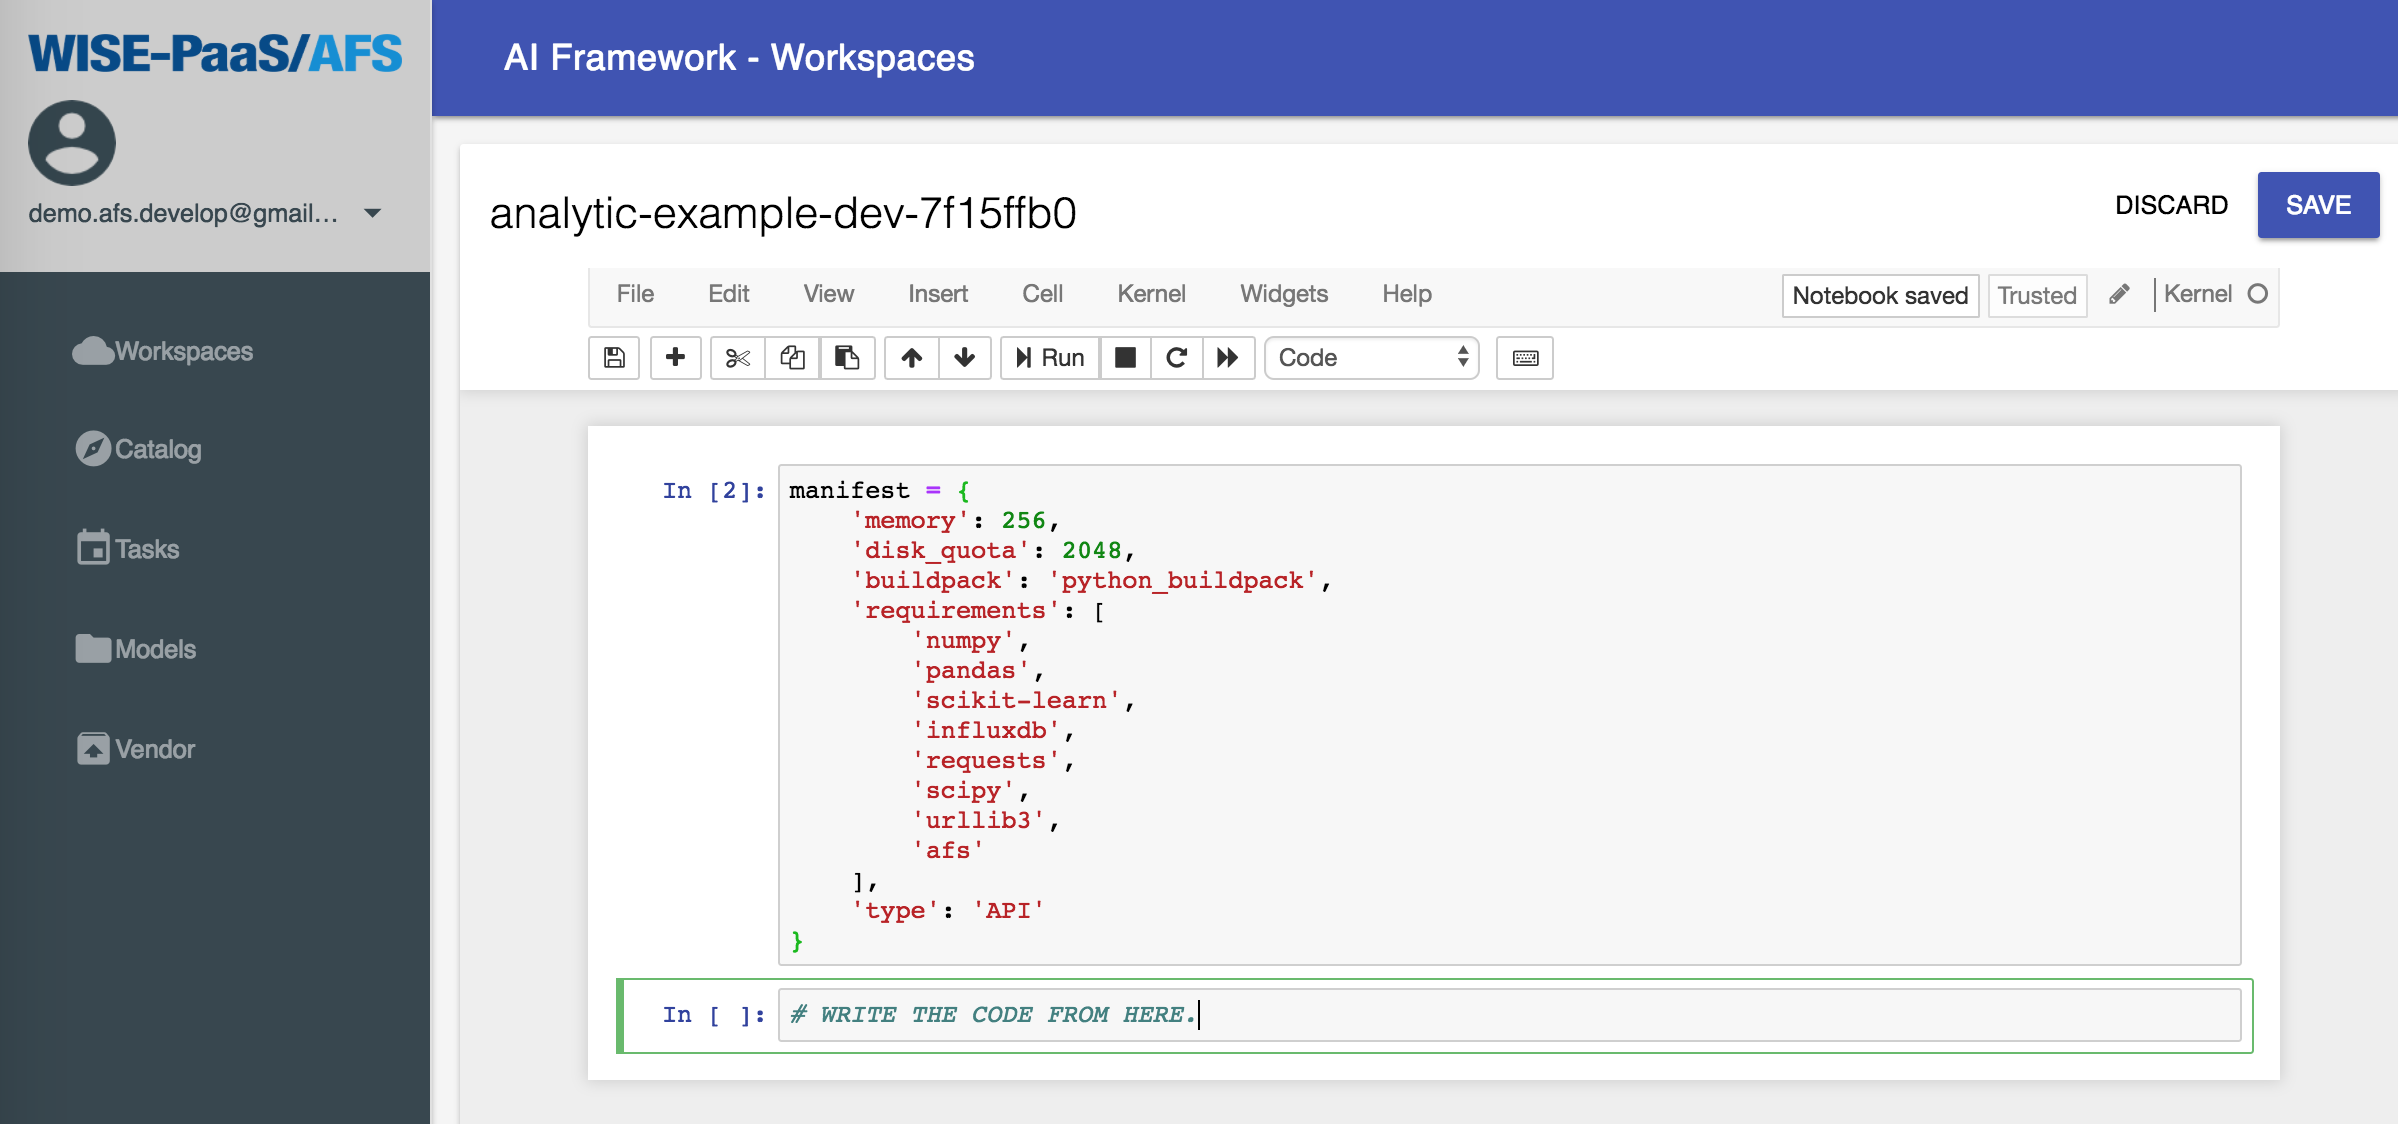 WISE-PaaS/AFS
demo.afs.develop@gmail...
Workspaces
Catalog
Tasks
Models
Vendor
AI Framework - Workspaces
analytic-example-dev-7f15ffb0
DISCARD
SAVE
File Edit View Insert Cell Kernel Widgets Help
Notebook saved Trusted Kernel
Run Code
In [2]: manifest = {
    'memory': 256,
    'disk_quota': 2048,
    'buildpack': 'python_buildpack',
    'requirements': [
        'numpy',
        'pandas',
        'scikit-learn',
        'influxdb',
        'requests',
        'scipy',
        'urllib3',
        'afs'
    ],
    'type': 'API'
}
In [ ]: # WRITE THE CODE FROM HERE.